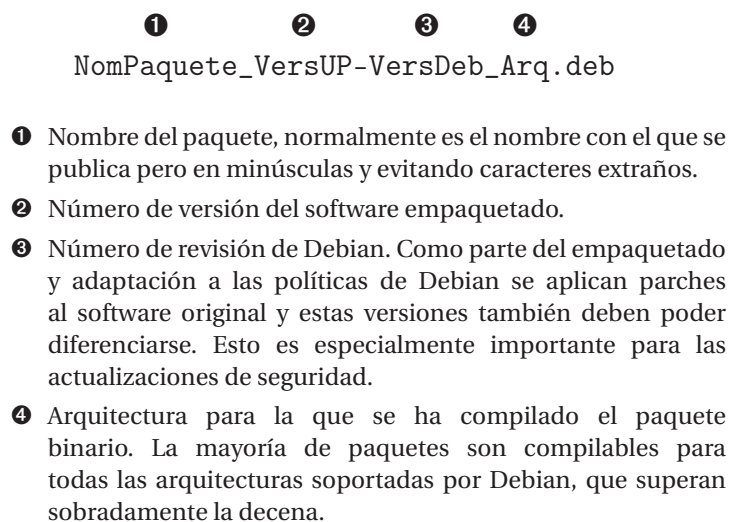 ❶ ❷ ❸ ❹
NomPaquete_VersUP-VersDeb_Arq.deb
❶ Nombre del paquete, normalmente es el nombre con el que se
publica pero en minúsculas y evitando caracteres extraños.
❷ Número de versión del software empaquetado.
❸ Número de revisión de Debian. Como parte del empaquetado
y adaptación a las políticas de Debian se aplican parches
al software original y estas versiones también deben poder
diferenciarse. Esto es especialmente importante para las
actualizaciones de seguridad.
❹ Arquitectura para la que se ha compilado el paquete
binario. La mayoría de paquetes son compilables para
todas las arquitecturas soportadas por Debian, que superan
sobradamente la decena.